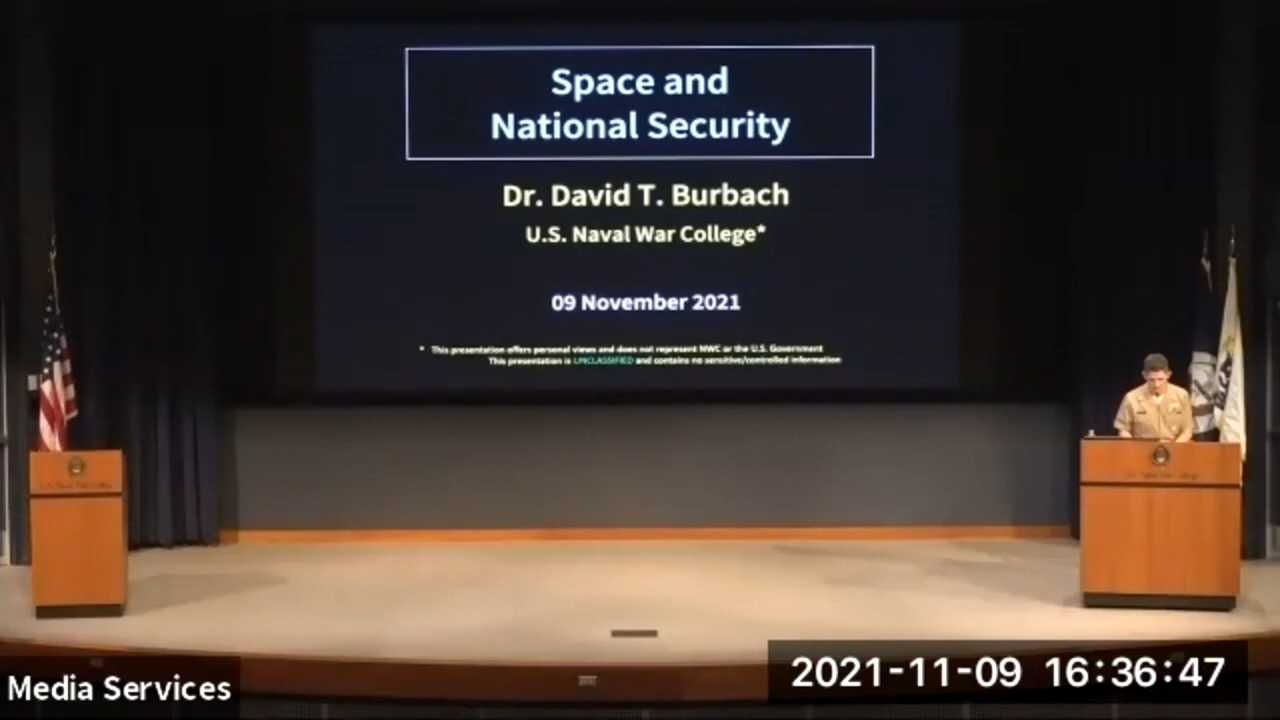 Space and
National Security
Dr. David T. Burbach
U.S. Naval War College*
09 November 2021
* This presentation offers personal views and does not represent NWC or the U.S. Government
This presentation is UNCLASSIFIED and contains no sensitive/controlled information
Media Services
2021-11-09 16:36:47